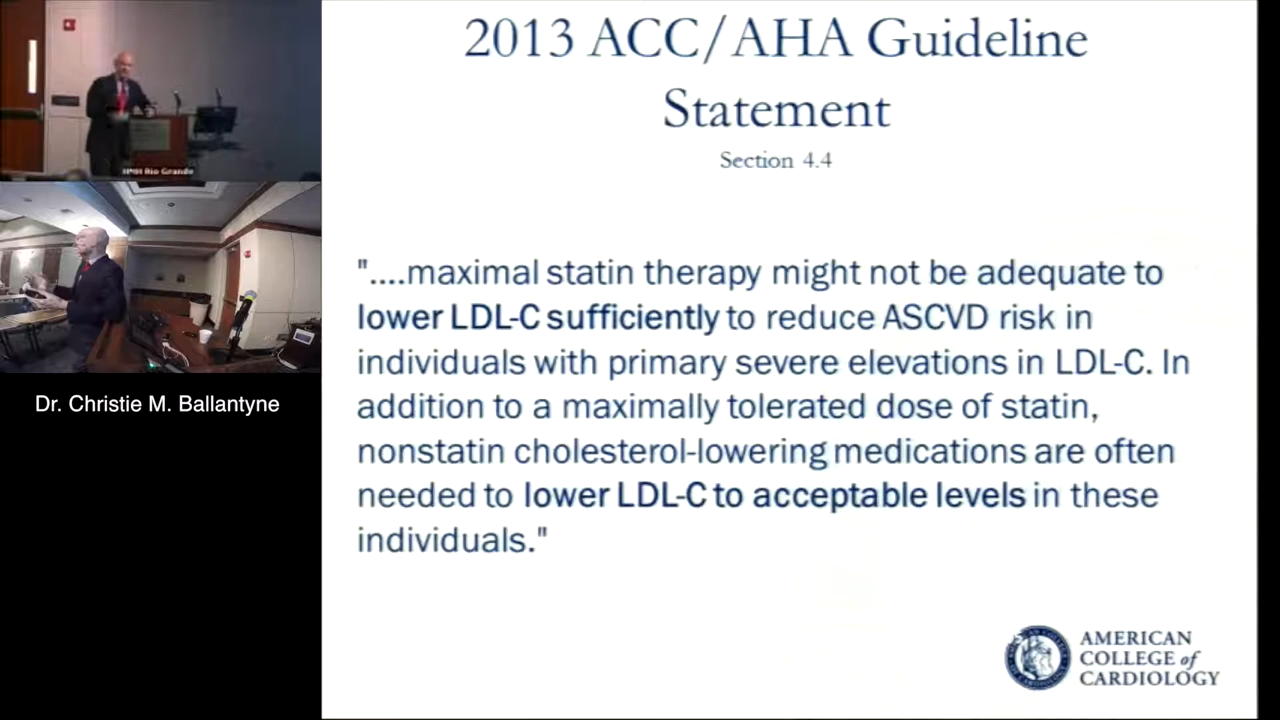 2013 ACC/AHA Guideline
Statement
Section 4.4
"....maximal statin therapy might not be adequate to
lower LDL-C sufficiently to reduce ASCVD risk in
individuals with primary severe elevations in LDL-C. In
addition to a maximally tolerated dose of statin,
nonstatin cholesterol-lowering medications are often
needed to lower LDL-C to acceptable levels in these
individuals."
AMERICAN
COLLEGE of
CARDIOLOGY
Rio Grande
Dr. Christie M. Ballantyne